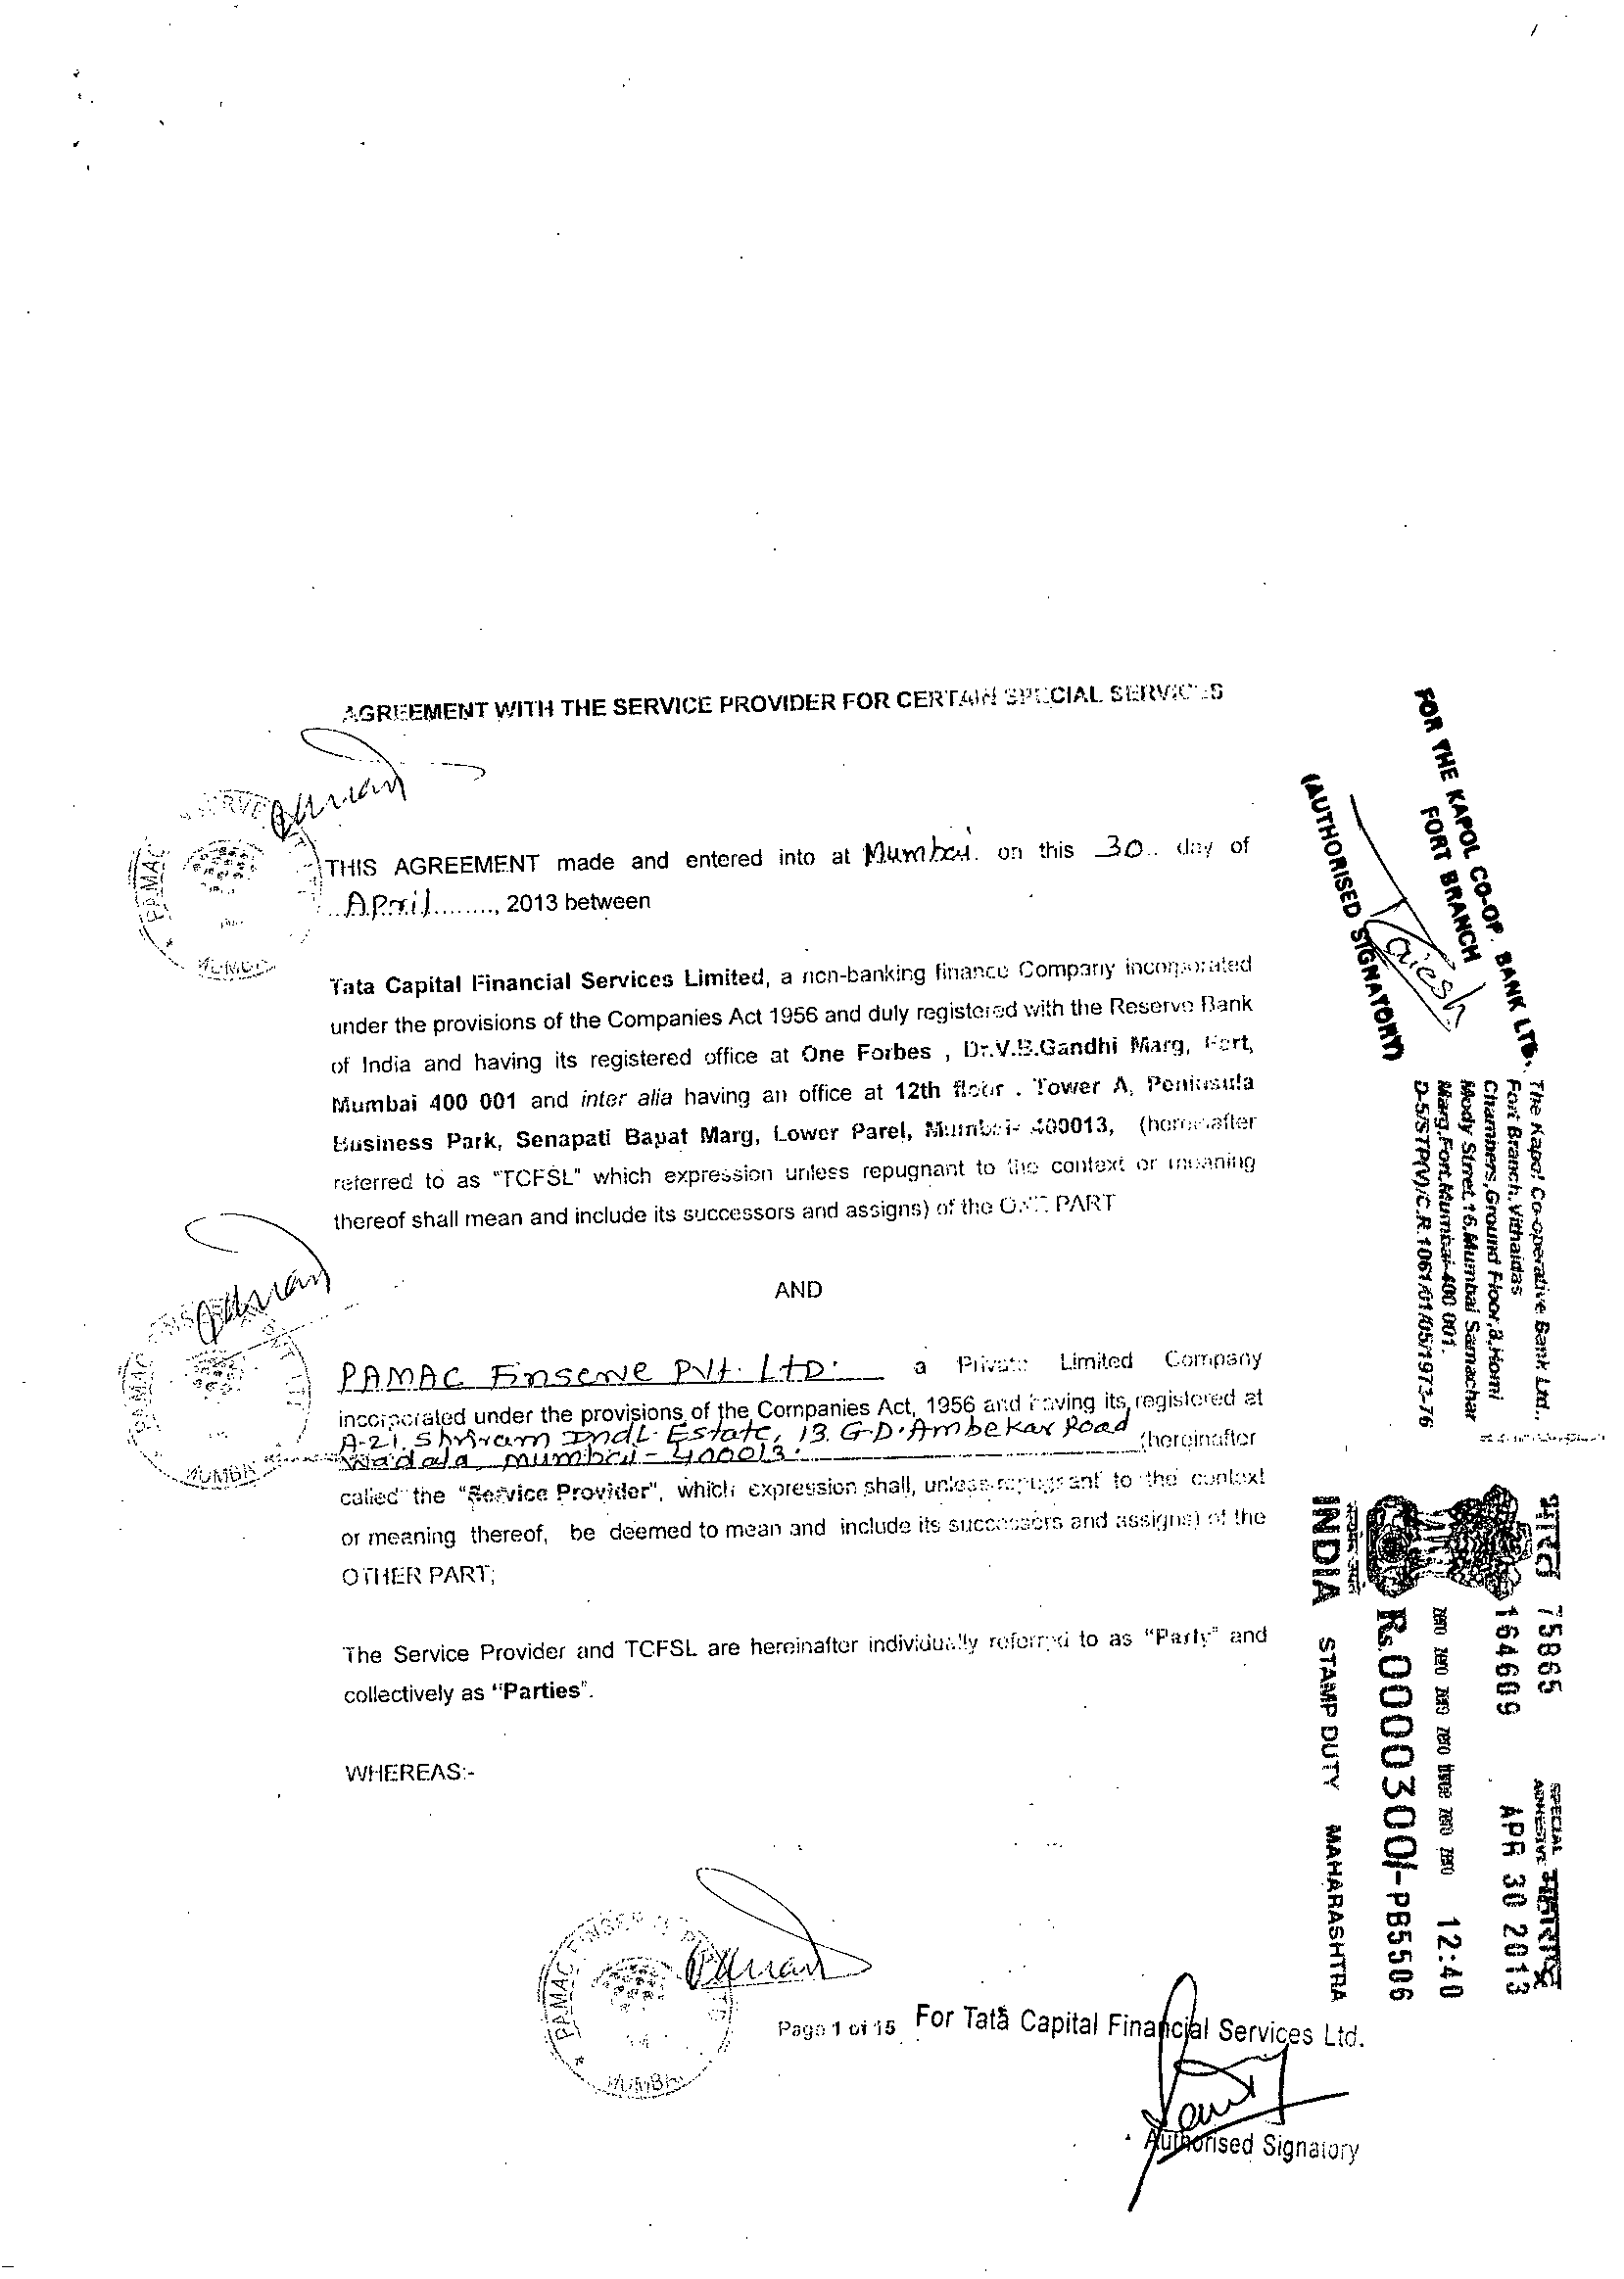 AGREEMENT WITH THE SERVICE PROVIDER FOR CERTAIN SPECIAL SERVICES
THIS AGREEMENT made and entered into at Mumbai. on this 30.. day of
..April........., 2013 between
Tata Capital Financial Services Limited, a non-banking finance Company incorporated
under the provisions of the Companies Act 1956 and duly registered with the Reserve Bank
of India and having its registered office at One Forbes , Dr.V.B.Gandhi Marg, Fort,
Mumbai 400 001 and inter alia having an office at 12th floor . Tower A, Peninsula
Business Park, Senapati Bapat Marg, Lower Parel, Mumbai- 400013, (hereinafter
referred to as "TCFSL" which expression unless repugnant to the context or meaning
thereof shall mean and include its successors and assigns) of the ONE PART
AND
PAMAC Finserve Pvt. Ltd. a Private Limited Company
incorporated under the provisions of the Companies Act, 1956 and having its registered at
A-21. Shriram Indl. Estate, 13. G.D.Ambekar Road
Wadala mumbai - 400013. (hereinafter
called the "Service Provider", which expression shall, unless repugnant to the context
or meaning thereof, be deemed to mean and include its successors and assigns) of the
OTHER PART;
The Service Provider and TCFSL are hereinafter individually referred to as "Party" and
collectively as "Parties".
WHEREAS:-
Page 1 of 15
For Tata Capital Financial Services Ltd.
Authorised Signatory
FOR THE KAPOL CO-OP. BANK LTD.
FORT BRANCH
(AUTHORISED SIGNATORY)
The Kapol Co-operative Bank Ltd.,
Fort Branch, Vithaldas
Chambers,Ground Floor,8,Homi
Mody Stret,16,Mumbai Samachar
Marg,Fort,Mumbai-400 001.
D-5/STP(V)/C.R.1061/01/05/1973-76
भारत 75865
164609
SPECIAL
ADHESIVE
महाराष्ट्र
APR 30 2013
zero zero zero zero three zero zero 12:40
Rs.0000300/-PB5506
INDIA STAMP DUTY MAHARASHTRA
PAMAC FINSERVE PVT
MUMBAI